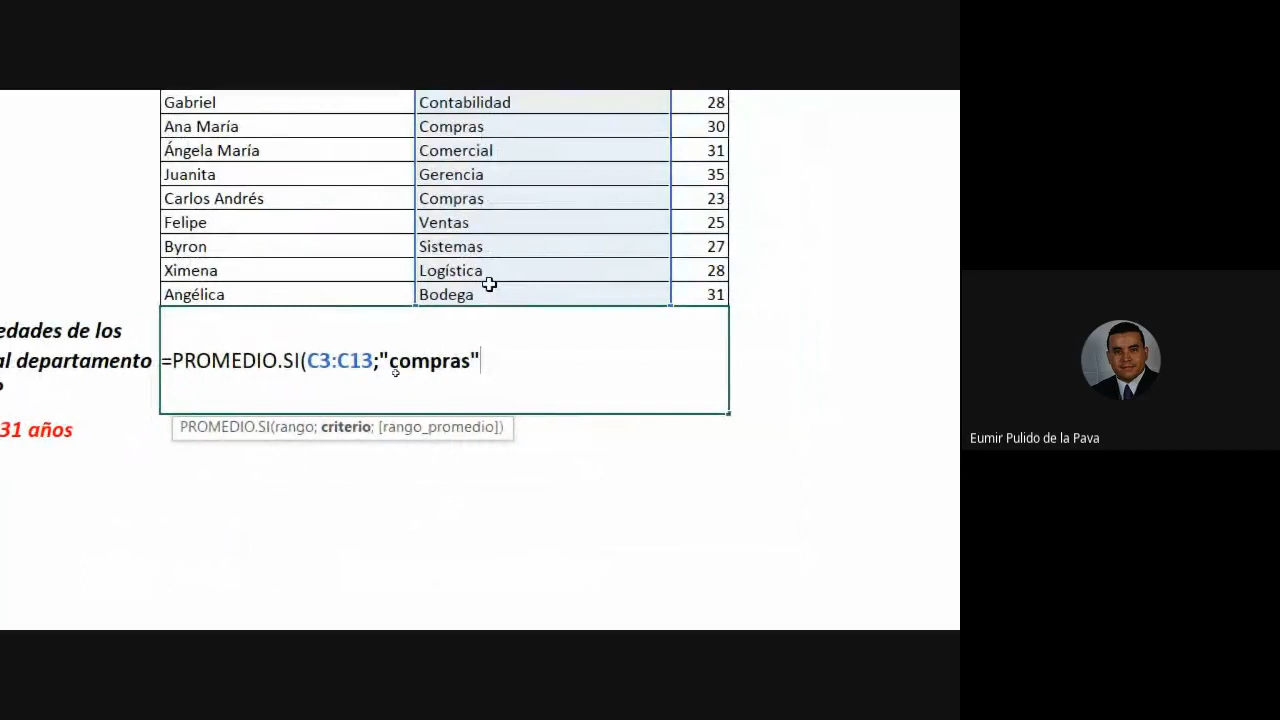 Gabriel Contabilidad 28
Ana María Compras 30
Ángela María Comercial 31
Juanita Gerencia 35
Carlos Andrés Compras 23
Felipe Ventas 25
Byron Sistemas 27
Ximena Logística 28
Angélica Bodega 31
edades de los
al departamento =PROMEDIO.SI(C3:C13;"compras"
PROMEDIO.SI(rango; criterio; [rango_promedio])
31 años
Eumir Pulido de la Pava